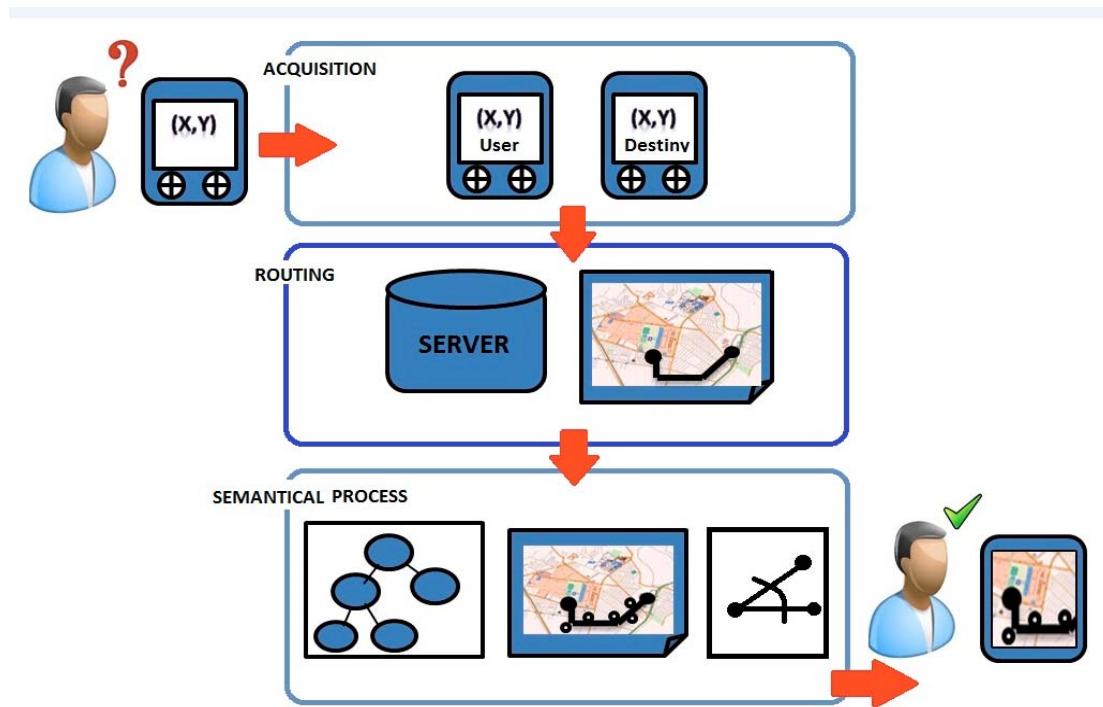 ?
ACQUISITION
(X,Y)
(X,Y)
User
(X,Y)
Destiny
ROUTING
SERVER
SEMANTICAL PROCESS